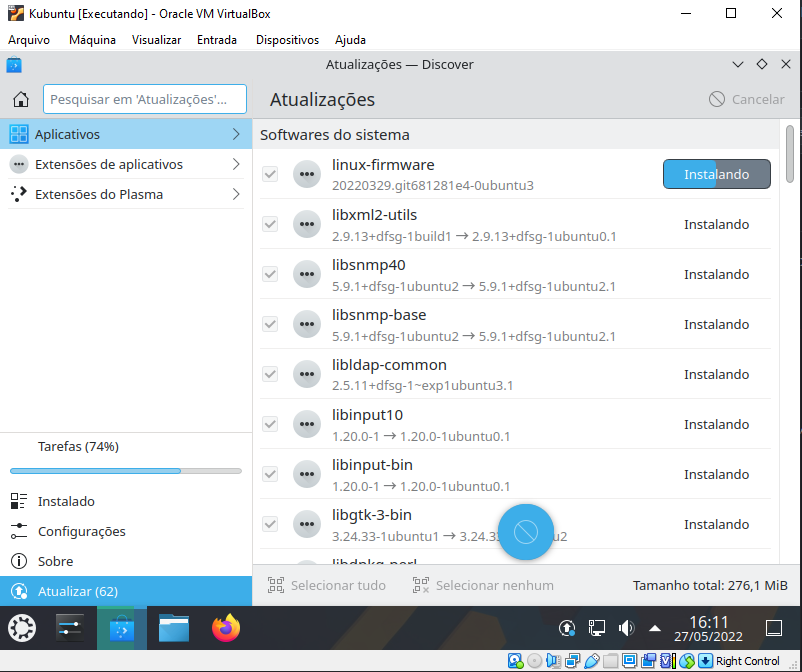 Kubuntu [Executando] - Oracle VM VirtualBox
Arquivo Máquina Visualizar Entrada Dispositivos Ajuda
Atualizações — Discover
Pesquisar em 'Atualizações'...
Atualizações
Cancelar
Aplicativos
Extensões de aplicativos
Extensões do Plasma
Softwares do sistema
linux-firmware
20220329.git681281e4-0ubuntu3
Instalando
libxml2-utils
2.9.13+dfsg-1build1 → 2.9.13+dfsg-1ubuntu0.1
Instalando
libsnmp40
5.9.1+dfsg-1ubuntu2 → 5.9.1+dfsg-1ubuntu2.1
Instalando
libsnmp-base
5.9.1+dfsg-1ubuntu2 → 5.9.1+dfsg-1ubuntu2.1
Instalando
libldap-common
2.5.11+dfsg-1~exp1ubuntu3.1
Instalando
libinput10
1.20.0-1 → 1.20.0-1ubuntu0.1
Instalando
libinput-bin
1.20.0-1 → 1.20.0-1ubuntu0.1
Instalando
libgtk-3-bin
3.24.33-1ubuntu1 → 3.24.3
Instalando
libdpkg-perl
Tarefas (74%)
Instalado
Configurações
Sobre
Atualizar (62)
Selecionar tudo
Selecionar nenhum
Tamanho total: 276,1 MiB
16:11
27/05/2022
Right Control